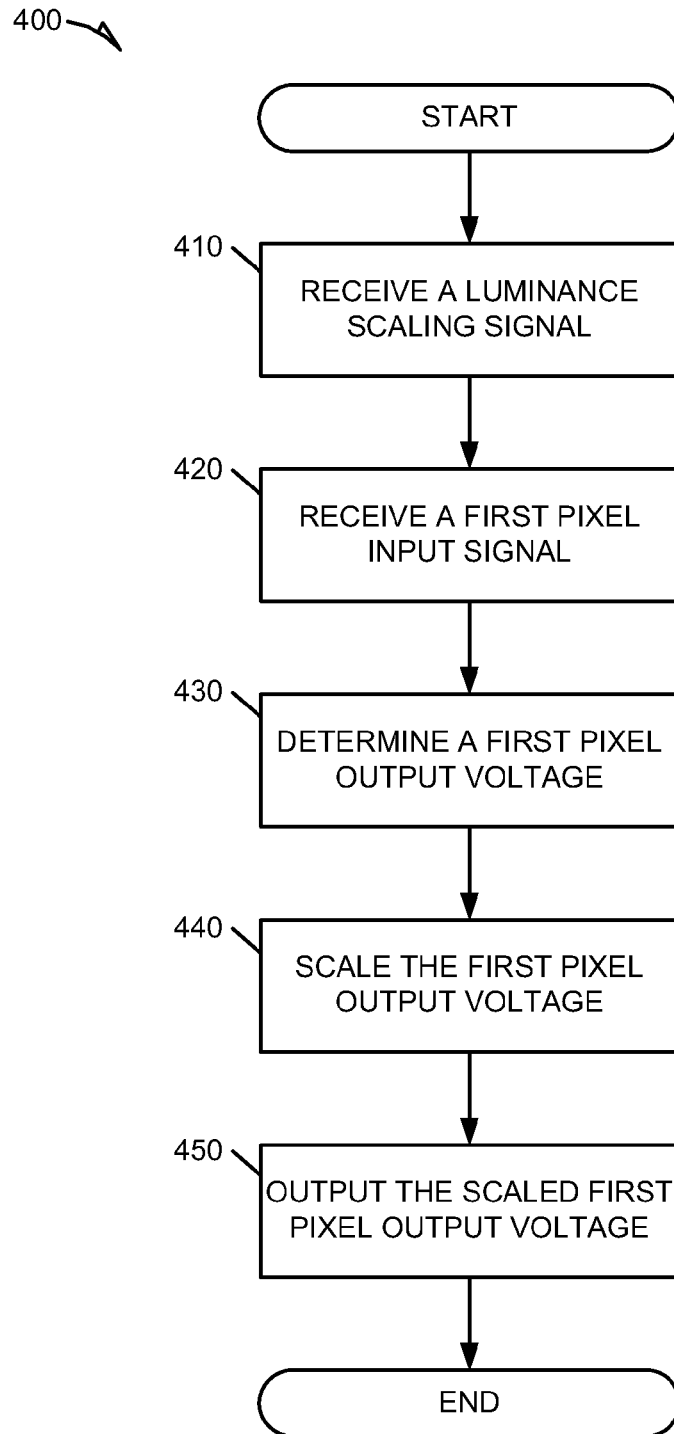 400
START
410
RECEIVE A LUMINANCE
SCALING SIGNAL
420
RECEIVE A FIRST PIXEL
INPUT SIGNAL
430
DETERMINE A FIRST PIXEL
OUTPUT VOLTAGE
440
SCALE THE FIRST PIXEL
OUTPUT VOLTAGE
450
OUTPUT THE SCALED FIRST
PIXEL OUTPUT VOLTAGE
END